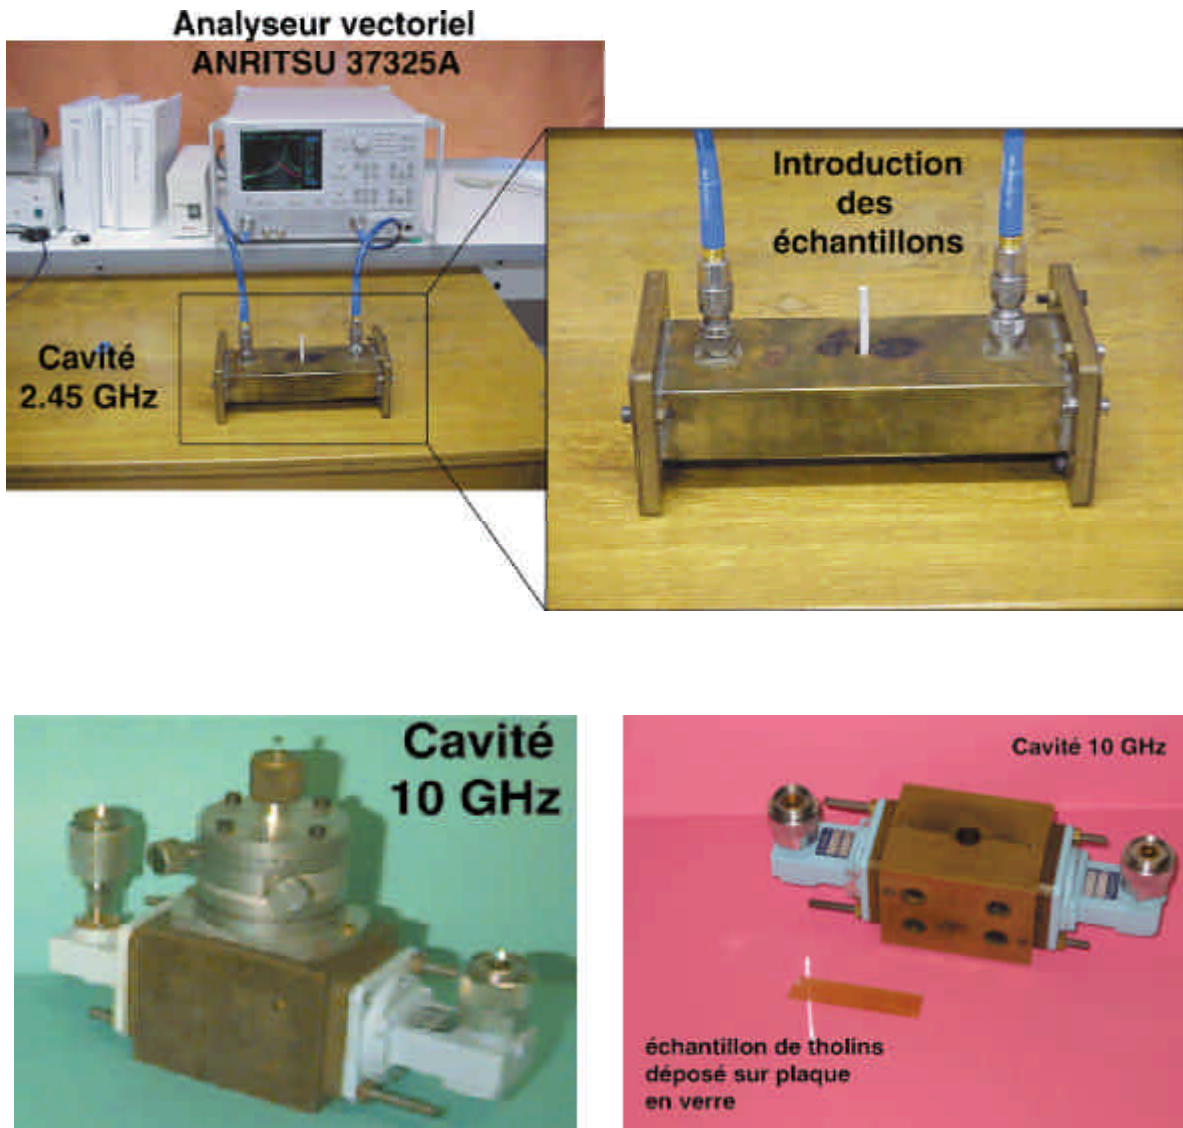 Analyseur vectoriel
ANRITSU 37325A
Introduction
des
échantillons
Cavité
2.45 GHz
Cavité
10 GHz
Cavité 10 GHz
échantillon de tholins
déposé sur plaque
en verre